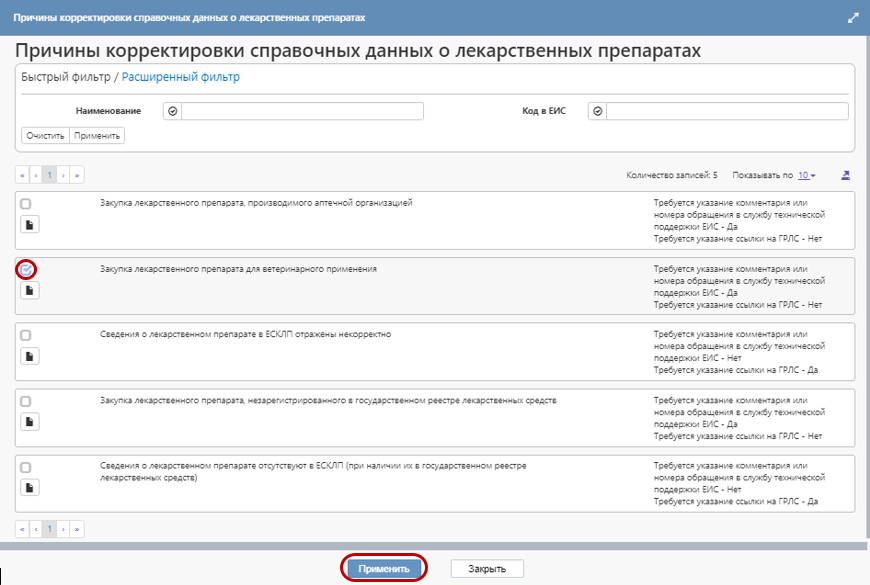 Причины корректировки справочных данных о лекарственных препаратах
Причины корректировки справочных данных о лекарственных препаратах
Быстрый фильтр / Расширенный фильтр
Наименование
Код в ЕИС
Очистить Применить
« ‹ 1 › »
Количество записей: 5 Показывать по 10
Закупка лекарственного препарата, производимого аптечной организацией
Требуется указание комментария или
номера обращения в службу технической
поддержки ЕИС - Да
Требуется указание ссылки на ГРЛС - Нет
Закупка лекарственного препарата для ветеринарного применения
Требуется указание комментария или
номера обращения в службу технической
поддержки ЕИС - Да
Требуется указание ссылки на ГРЛС - Нет
Сведения о лекарственном препарате в ЕСКЛП отражены некорректно
Требуется указание комментария или
номера обращения в службу технической
поддержки ЕИС - Нет
Требуется указание ссылки на ГРЛС - Да
Закупка лекарственного препарата, незарегистрированного в государственном реестре лекарственных средств
Требуется указание комментария или
номера обращения в службу технической
поддержки ЕИС - Да
Требуется указание ссылки на ГРЛС - Нет
Сведения о лекарственном препарате отсутствуют в ЕСКЛП (при наличии их в государственном реестре
лекарственных средств)
Требуется указание комментария или
номера обращения в службу технической
поддержки ЕИС - Нет
Требуется указание ссылки на ГРЛС - Да
« ‹ 1 › »
Применить Закрыть